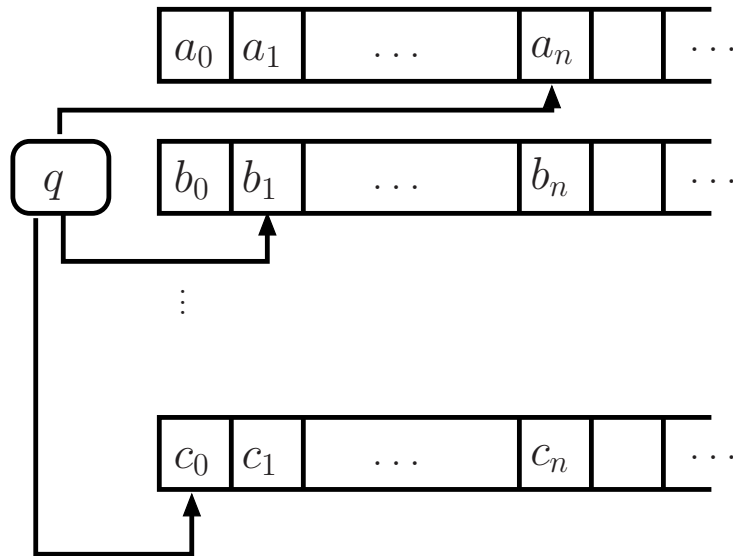 a₀ a₁ ... aₙ ...
q
b₀ b₁ ... bₙ ...
⋮
c₀ c₁ ... cₙ ...